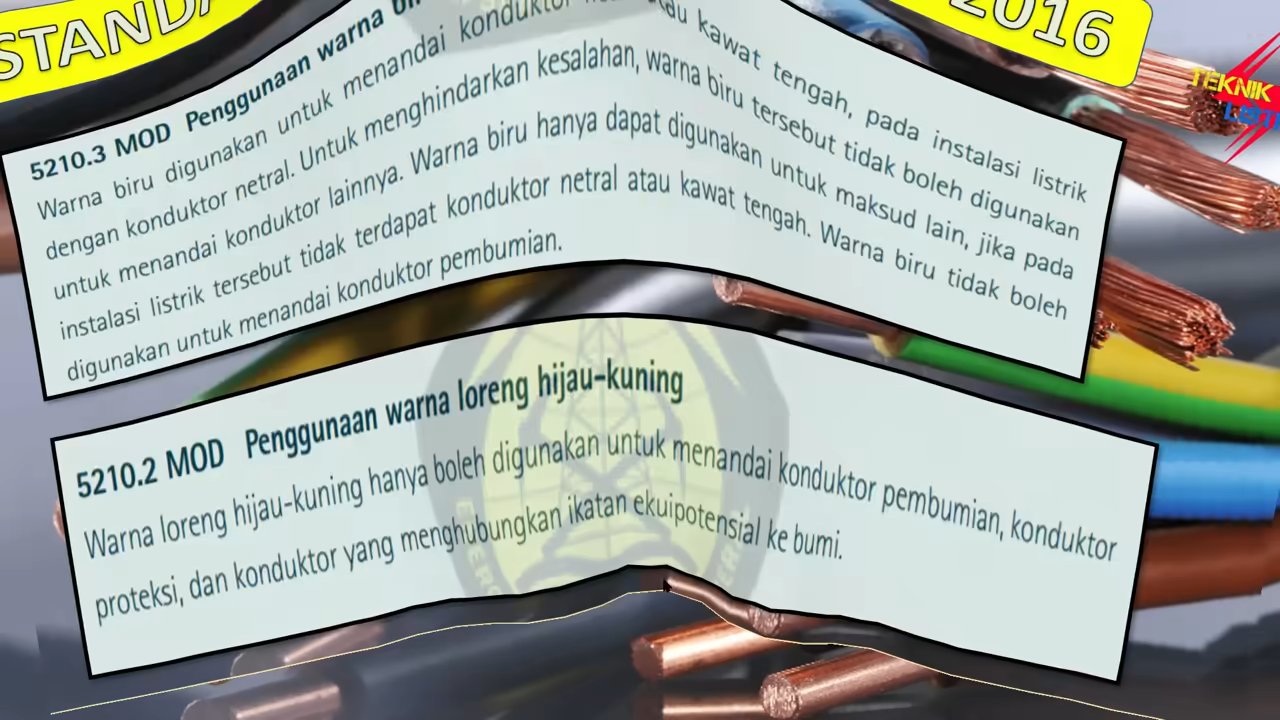 2016
TEKNIK
5210.3 MOD Penggunaan warna
Warna biru digunakan untuk menandai konduktor kawat tengah, pada instalasi listrik
dengan konduktor netral. Untuk menghindarkan kesalahan, warna biru tersebut tidak boleh digunakan
untuk menandai konduktor lainnya. Warna biru hanya dapat digunakan untuk maksud lain, jika pada
instalasi listrik tersebut tidak terdapat konduktor netral atau kawat tengah. Warna biru tidak boleh
digunakan untuk menandai konduktor pembumian.
5210.2 MOD Penggunaan warna loreng hijau-kuning
Warna loreng hijau-kuning hanya boleh digunakan untuk menandai konduktor pembumian, konduktor
proteksi, dan konduktor yang menghubungkan ikatan ekuipotensial ke bumi.